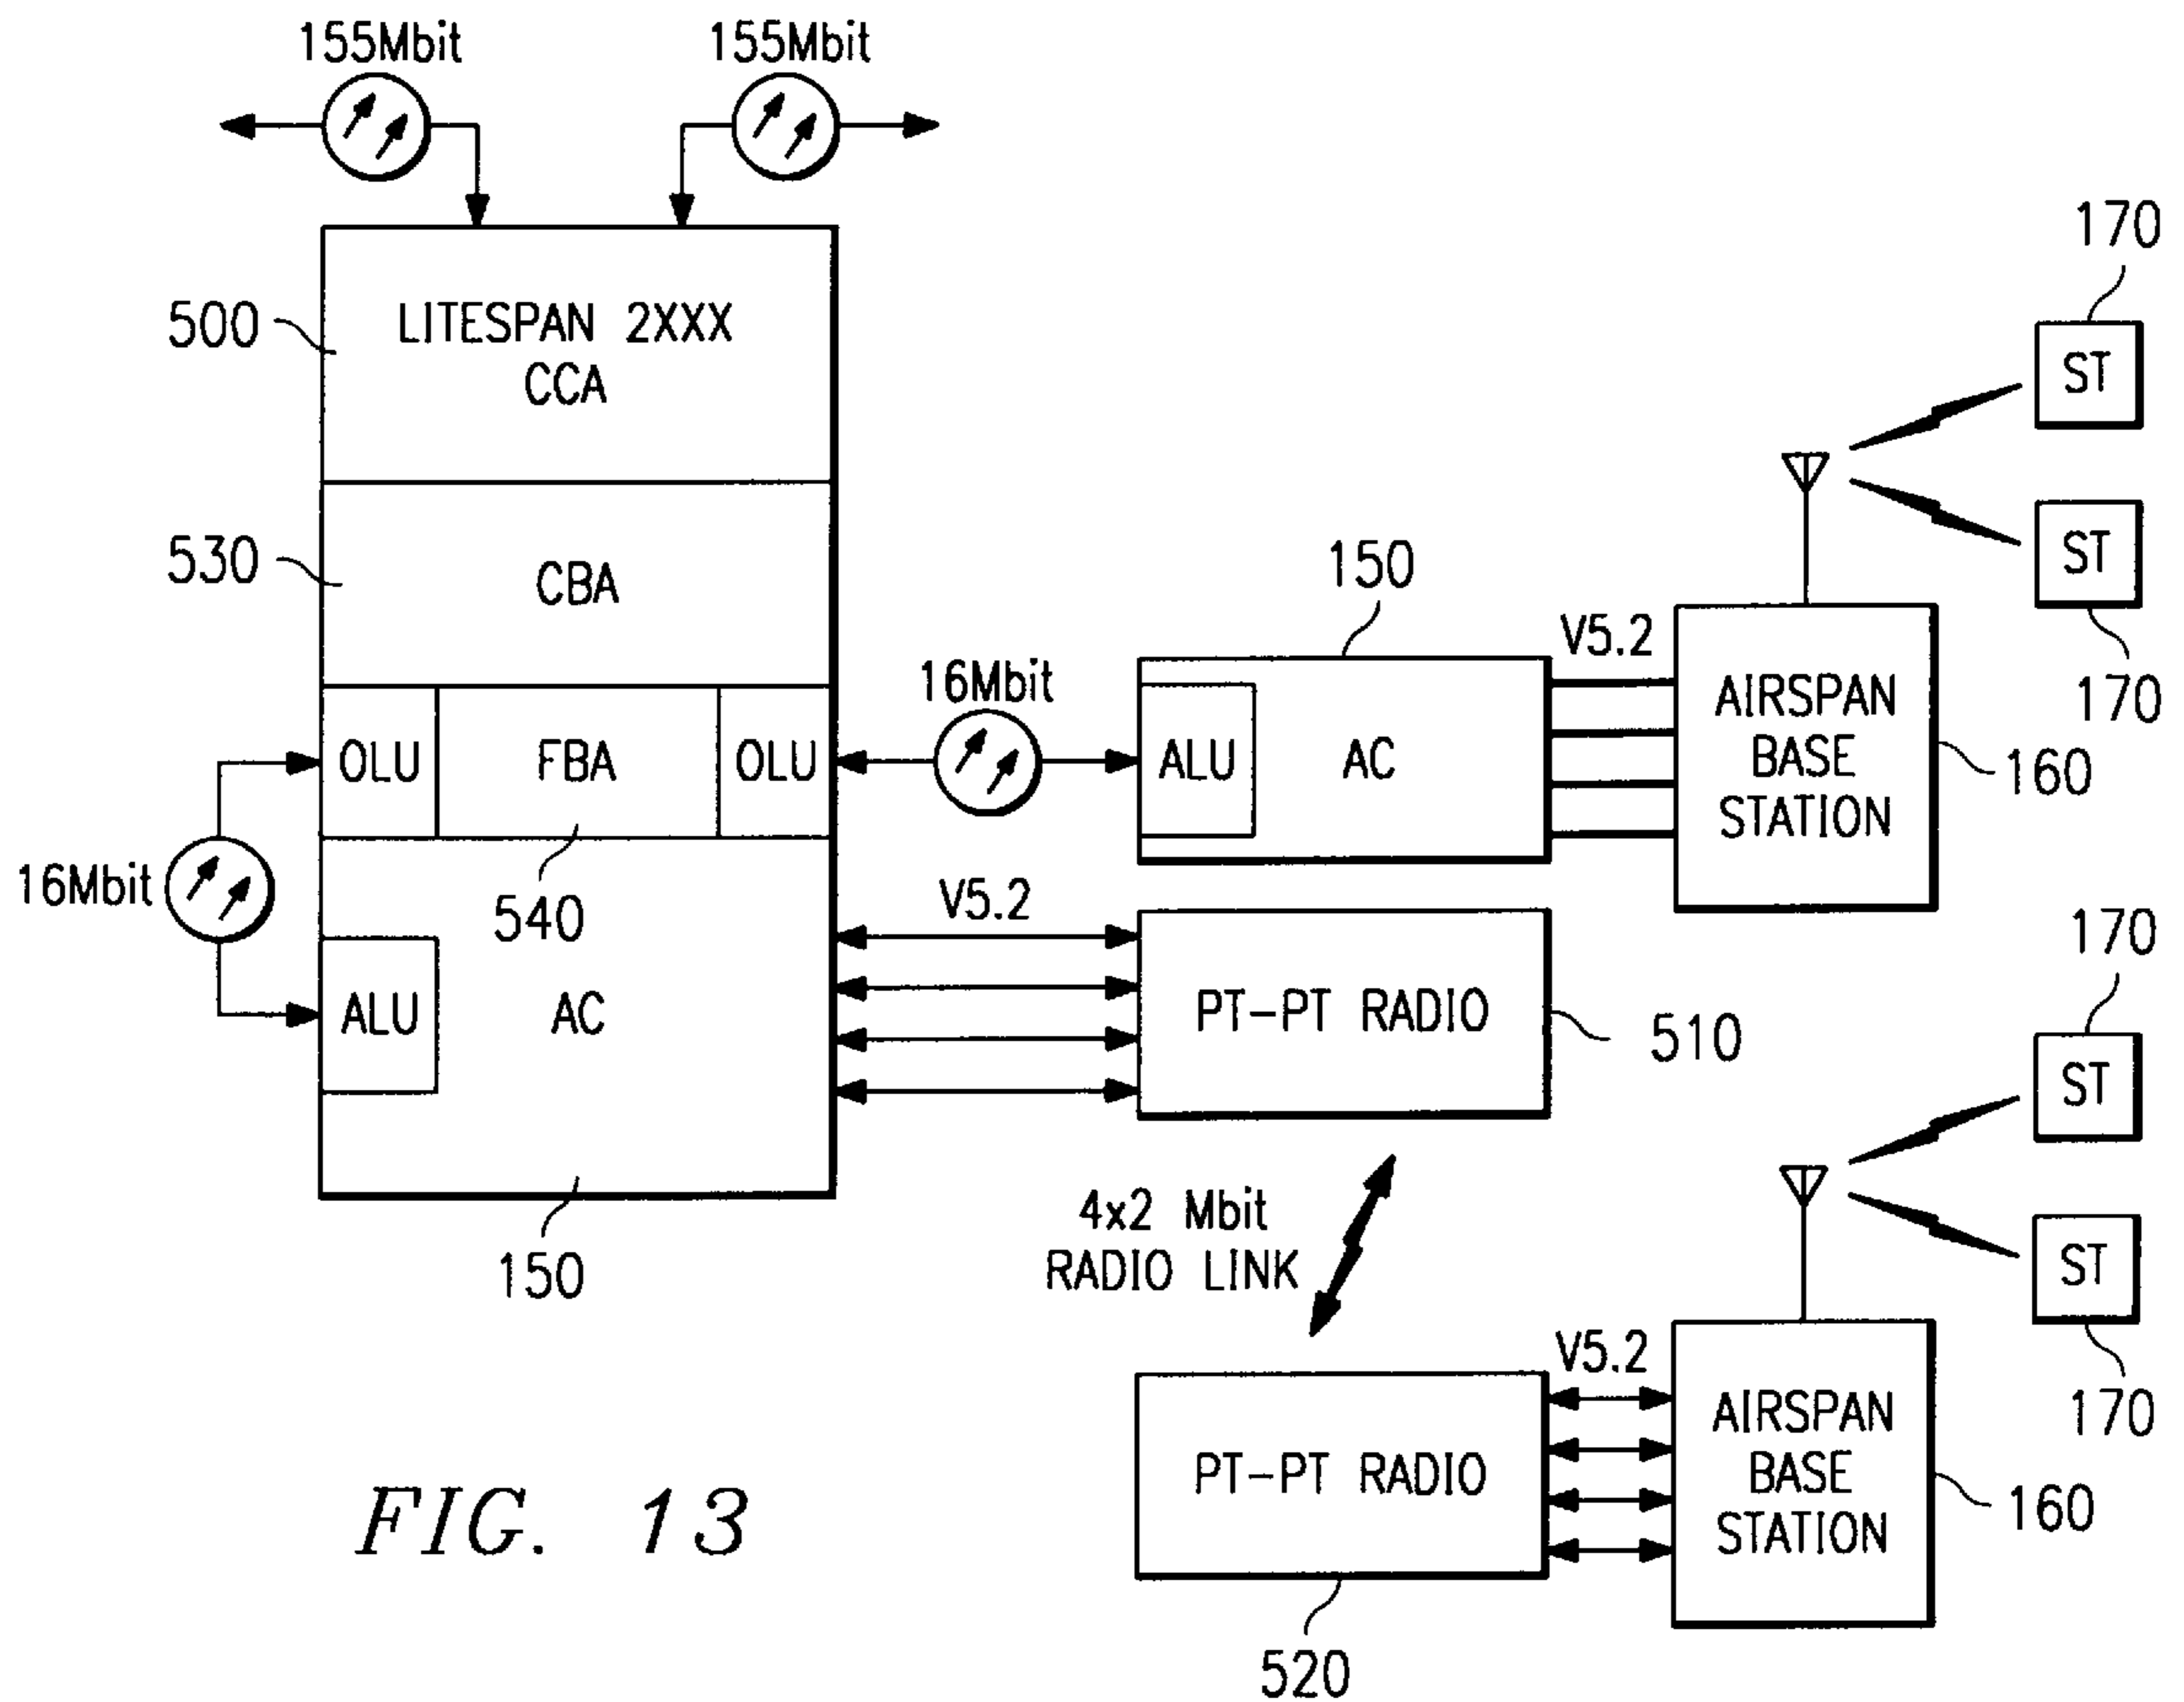 155Mbit
155Mbit
500
LITESPAN 2XXX
CCA
530
CBA
OLU
FBA
OLU
540
16Mbit
16Mbit
ALU
AC
150
150
ALU
AC
V5.2
AIRSPAN
BASE
STATION
160
170
ST
ST
170
V5.2
PT-PT RADIO
510
4x2 Mbit
RADIO LINK
PT-PT RADIO
520
V5.2
AIRSPAN
BASE
STATION
160
170
ST
ST
170
FIG. 13